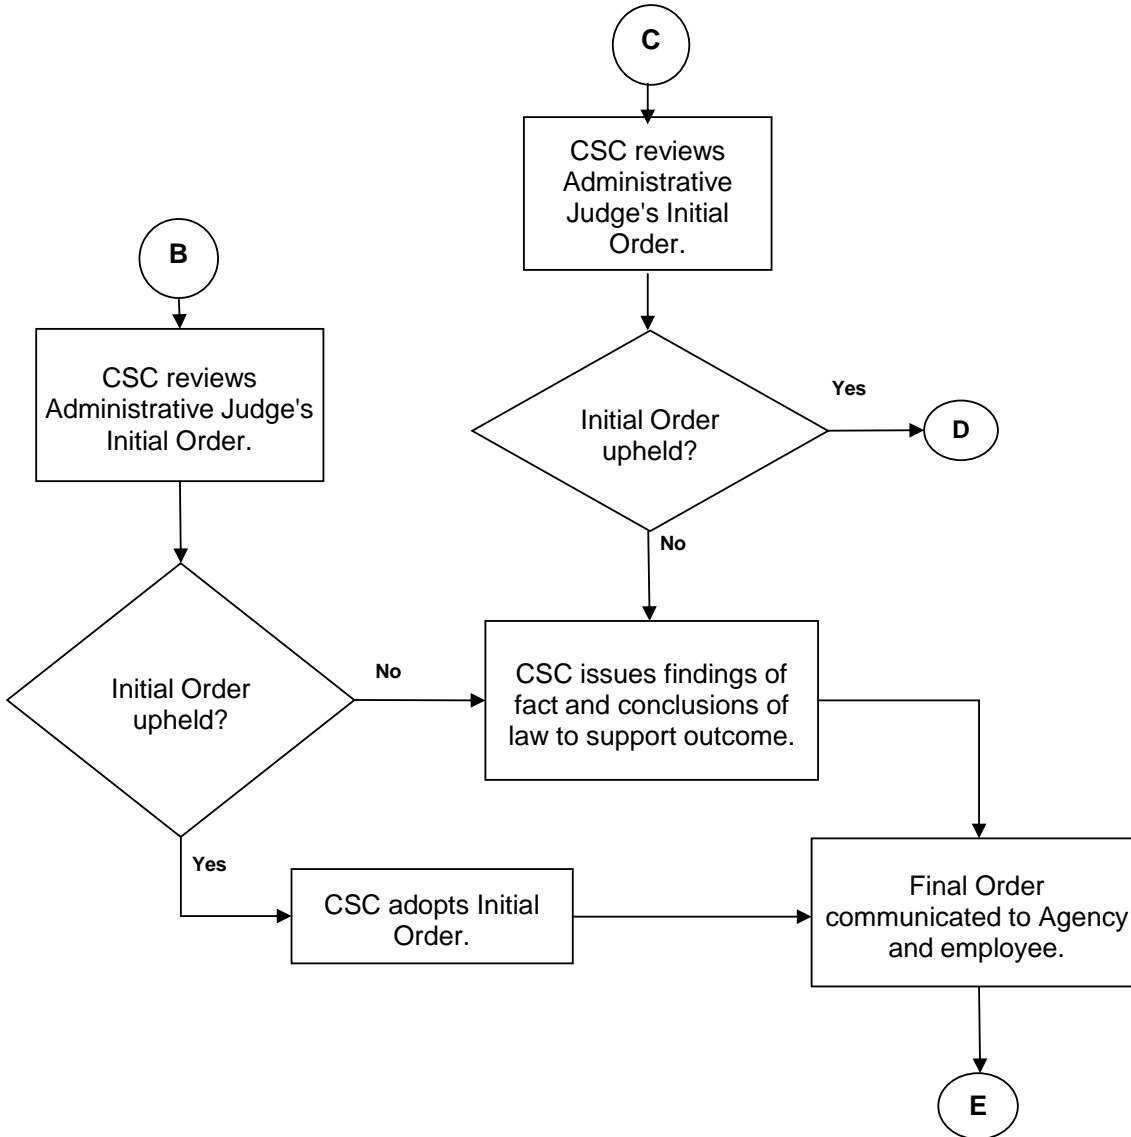 C
CSC reviews
Administrative
Judge's Initial
Order.
B
CSC reviews
Administrative Judge's
Initial Order.
Yes
Initial Order
upheld?
D
No
Initial Order
upheld?
No
CSC issues findings of
fact and conclusions of
law to support outcome.
Yes
CSC adopts Initial
Order.
Final Order
communicated to Agency
and employee.
E